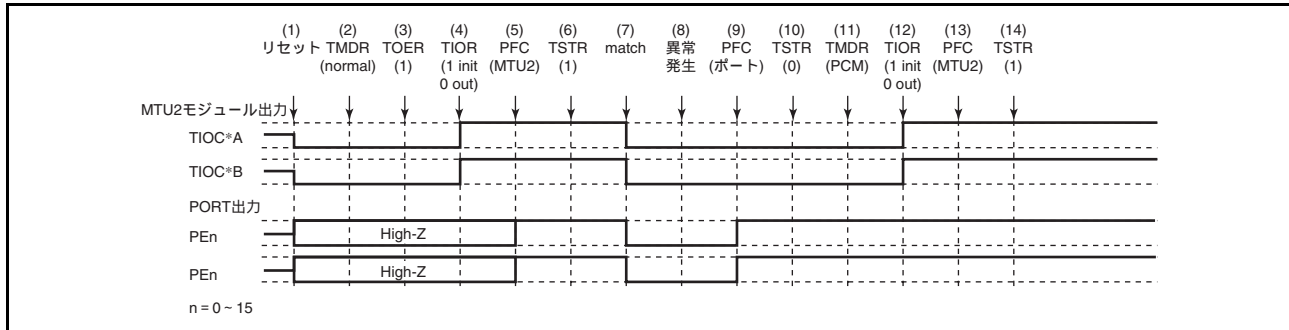 (1) (2) (3) (4) (5) (6) (7) (8) (9) (10) (11) (12) (13) (14)
リセット TMDR TOER TIOR PFC TSTR match 異常 PFC TSTR TMDR TIOR PFC TSTR
(normal) (1) (1 init (MTU2) (1) 発生 (ポート) (0) (PCM) (1 init (MTU2) (1)
0 out) 0 out)
MTU2モジュール出力
TIOC*A
TIOC*B
PORT出力
PEn High-Z
PEn High-Z
n = 0 ~ 15